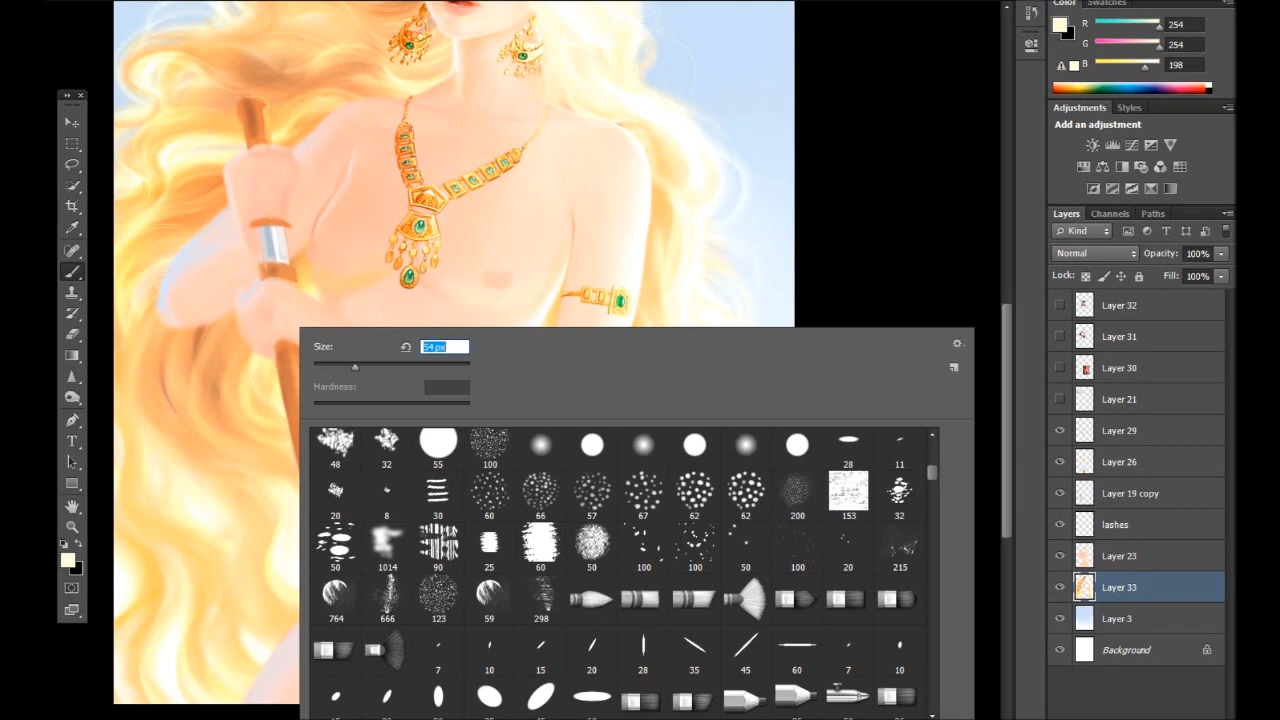 Color Swatches
R 254
G 254
B 198
Adjustments Styles
Add an adjustment
Layers Channels Paths
Kind
Normal Opacity: 100%
Lock: Fill: 100%
Layer 32
Layer 31
Layer 30
Layer 21
Layer 29
Layer 26
Layer 19 copy
lashes
Layer 23
Layer 33
Layer 3
Background
Size: 54 px
Hardness:
48 32 55 100 28 11
20 8 30 60 66 57 67 62 62 200 153 32
50 1014 90 25 60 50 100 100 50 100 20 215
764 666 123 59 298
7 10 15 20 28 35 45 60 7 10